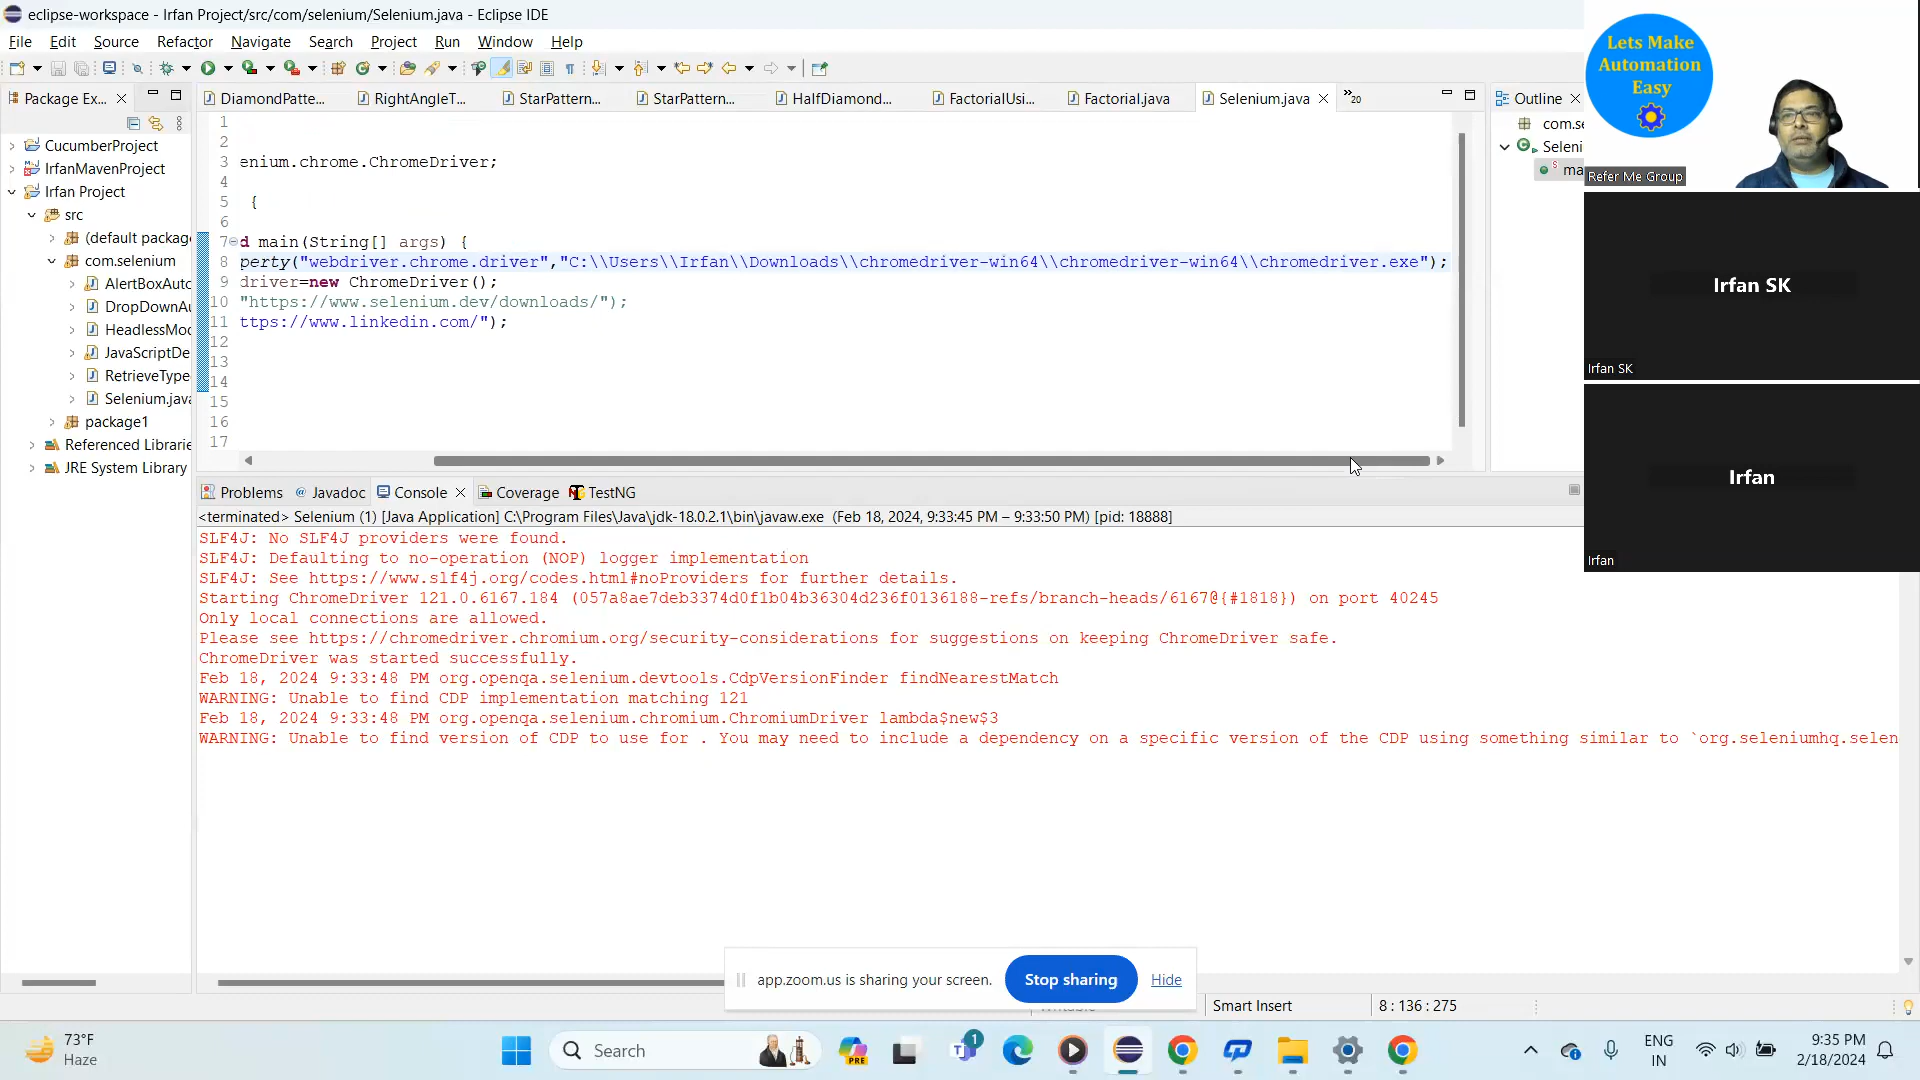 eclipse-workspace - Irfan Project/src/com/selenium/Selenium.java - Eclipse IDE
File Edit Source Refactor Navigate Search Project Run Window Help
Package Ex...
DiamondPatte... RightAngleT... StarPattern... StarPattern... HalfDiamond... FactorialUsi... Factorial.java Selenium.java »20
Outline
CucumberProject
IrfanMavenProject
Irfan Project
src
(default package
com.selenium
AlertBoxAuto
DropDownAu
HeadlessMod
JavaScriptDe
RetrieveType
Selenium.java
package1
Referenced Librarie
JRE System Library
1
2
3 enium.chrome.ChromeDriver;
4
5 {
6
7 d main(String[] args) {
8 perty("webdriver.chrome.driver","C:\\Users\\Irfan\\Downloads\\chromedriver-win64\\chromedriver-win64\\chromedriver.exe");
9 driver=new ChromeDriver();
10 "https://www.selenium.dev/downloads/");
11 ttps://www.linkedin.com/");
12
13
14
15
16
17
com.se
Seleni
ma
Lets Make
Automation
Easy
Refer Me Group
Irfan SK
Irfan SK
Irfan
Irfan
Problems @ Javadoc Console Coverage TestNG
<terminated> Selenium (1) [Java Application] C:\Program Files\Java\jdk-18.0.2.1\bin\javaw.exe (Feb 18, 2024, 9:33:45 PM – 9:33:50 PM) [pid: 18888]
SLF4J: No SLF4J providers were found.
SLF4J: Defaulting to no-operation (NOP) logger implementation
SLF4J: See https://www.slf4j.org/codes.html#noProviders for further details.
Starting ChromeDriver 121.0.6167.184 (057a8ae7deb3374d0f1b04b36304d236f0136188-refs/branch-heads/6167@{#1818}) on port 40245
Only local connections are allowed.
Please see https://chromedriver.chromium.org/security-considerations for suggestions on keeping ChromeDriver safe.
ChromeDriver was started successfully.
Feb 18, 2024 9:33:48 PM org.openqa.selenium.devtools.CdpVersionFinder findNearestMatch
WARNING: Unable to find CDP implementation matching 121
Feb 18, 2024 9:33:48 PM org.openqa.selenium.chromium.ChromiumDriver lambda$new$3
WARNING: Unable to find version of CDP to use for . You may need to include a dependency on a specific version of the CDP using something similar to `org.seleniumhq.selen
app.zoom.us is sharing your screen. Stop sharing Hide
Smart Insert 8 : 136 : 275
73°F
Haze
Search
PRE
1
ENG
IN
9:35 PM
2/18/2024